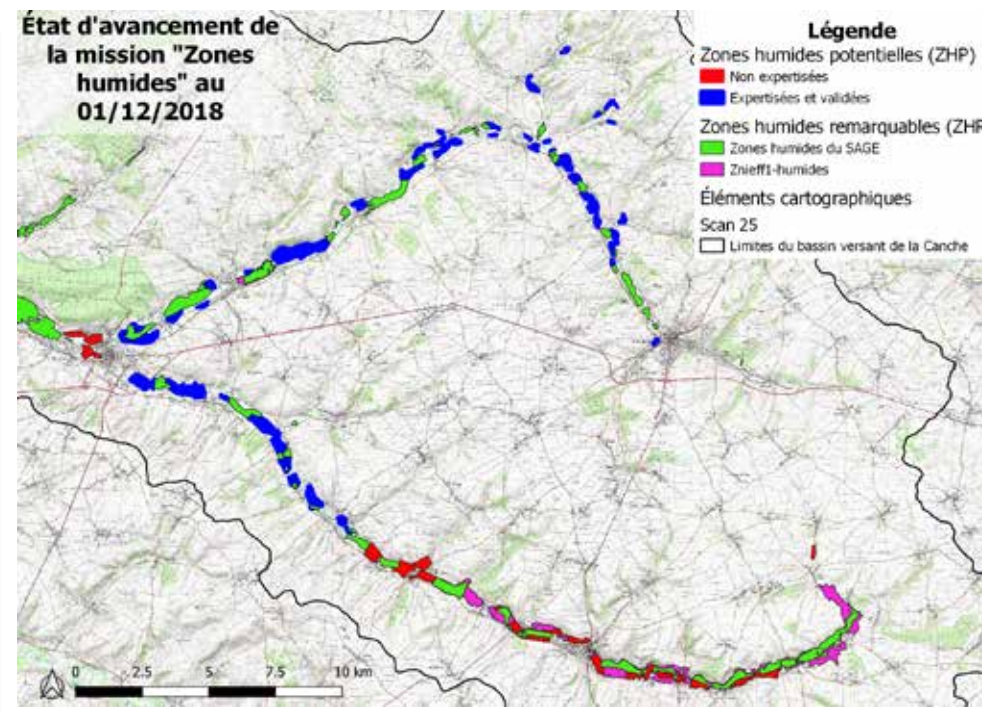 État d'avancement de
la mission "Zones
humides" au
01/12/2018
Légende
Zones humides potentielles (ZHP)
Non expertisées
Expertisées et validées
Zones humides remarquables (ZHR
Zones humides du SAGE
Znieff1-humides
Éléments cartographiques
Scan 25
Limites du bassin versant de la Canche
0 2.5 5 7.5 10 km